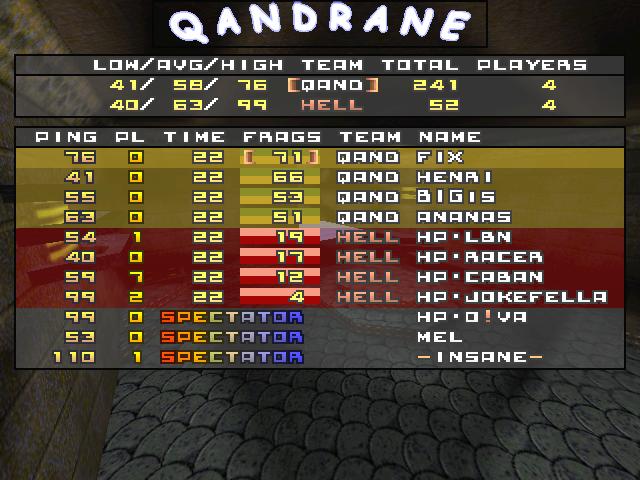 QANDRANE
LOW/AVG/HIGH TEAM TOTAL PLAYERS
41/ 58/ 76 [QAND] 241 4
40/ 63/ 99 HELL 52 4
PING PL TIME FRAGS TEAM NAME
76 0 22 [ 71 ] QAND FIX
41 0 22 66 QAND HENRI
55 0 22 53 QAND BIGIS
63 0 22 51 QAND ANANAS
54 1 22 19 HELL HP·LBN
40 0 22 17 HELL HP·RACER
59 7 22 12 HELL HP·CABAN
99 2 22 4 HELL HP·JOKEFELLA
99 0 SPECTATOR HP·O!VA
53 0 SPECTATOR MEL
110 1 SPECTATOR -INSANE-